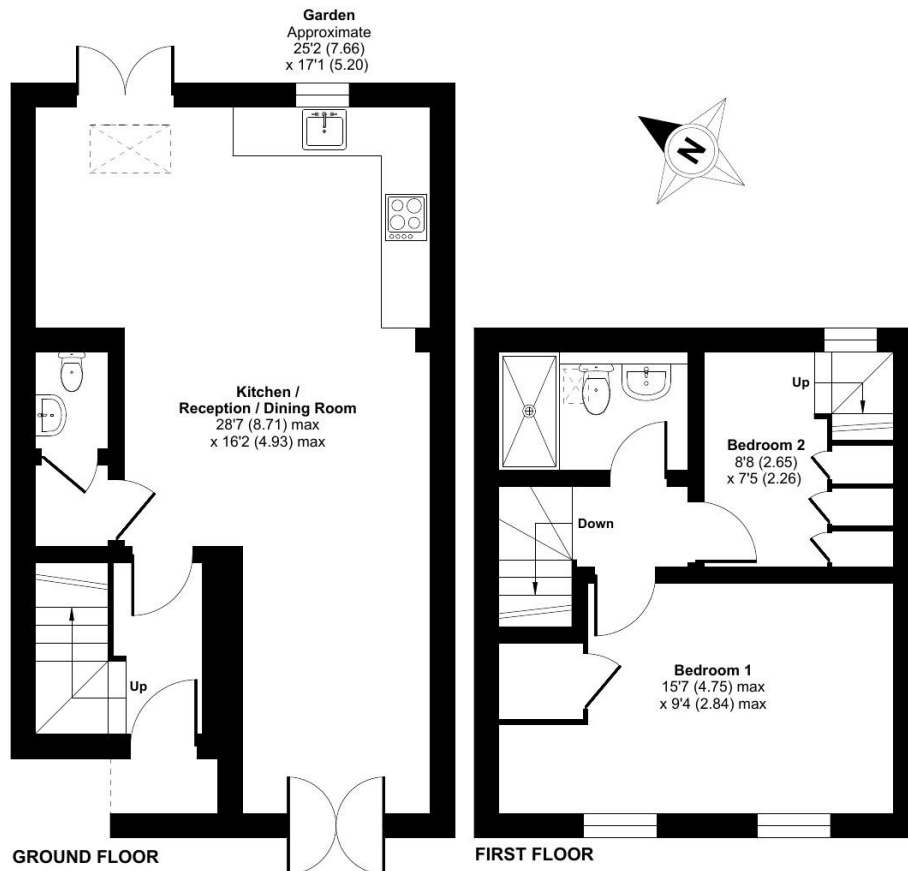 Garden
Approximate
25'2 (7.66)
x 17'1 (5.20)
N
Kitchen /
Reception / Dining Room
28'7 (8.71) max
x 16'2 (4.93) max
Up
Up
Bedroom 2
8'8 (2.65)
x 7'5 (2.26)
Down
Bedroom 1
15'7 (4.75) max
x 9'4 (2.84) max
GROUND FLOOR
FIRST FLOOR